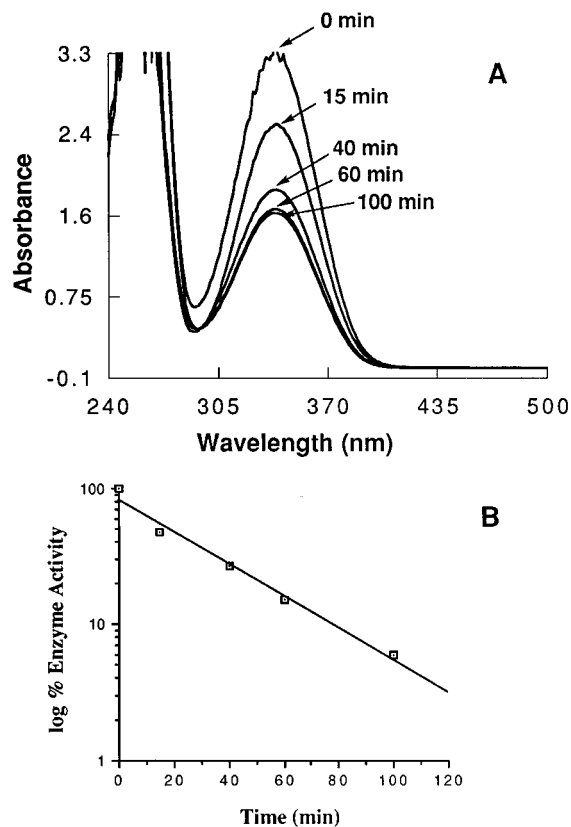 0 min
3.3
A
15 min
2.4
40 min
60 min
1.6
100 min
Absorbance
0.75
-0.1
240 305 370 435 500
Wavelength (nm)
100
B
log % Enzyme Activity
10
1
0 20 40 60 80 100 120
Time (min)